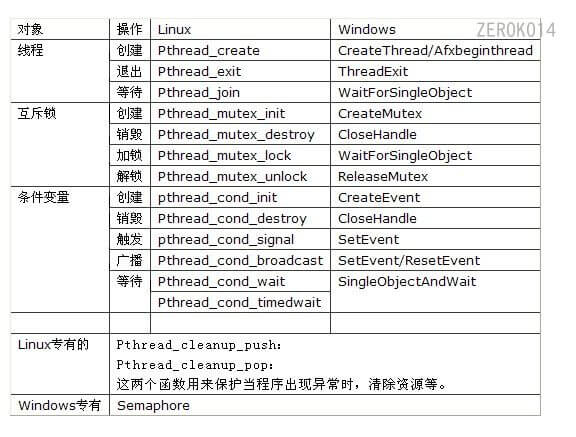 ZEROK014
对象 操作 Linux Windows
线程 创建 Pthread_create CreateThread/Afxbeginthread
退出 Pthread_exit ThreadExit
等待 Pthread_join WaitForSingleObject
互斥锁 创建 Pthread_mutex_init CreateMutex
销毁 Pthread_mutex_destroy CloseHandle
加锁 Pthread_mutex_lock WaitForSingleObject
解锁 Pthread_mutex_unlock ReleaseMutex
条件变量 创建 pthread_cond_init CreateEvent
销毁 Pthread_cond_destroy CloseHandle
触发 pthread_cond_signal SetEvent
广播 Pthread_cond_broadcast SetEvent/ResetEvent
等待 Pthread_cond_wait SingleObjectAndWait
Pthread_cond_timedwait
Linux专有的 Pthread_cleanup_push：
Pthread_cleanup_pop：
这两个函数用来保护当程序出现异常时，清除资源等。
Windows专有 Semaphore